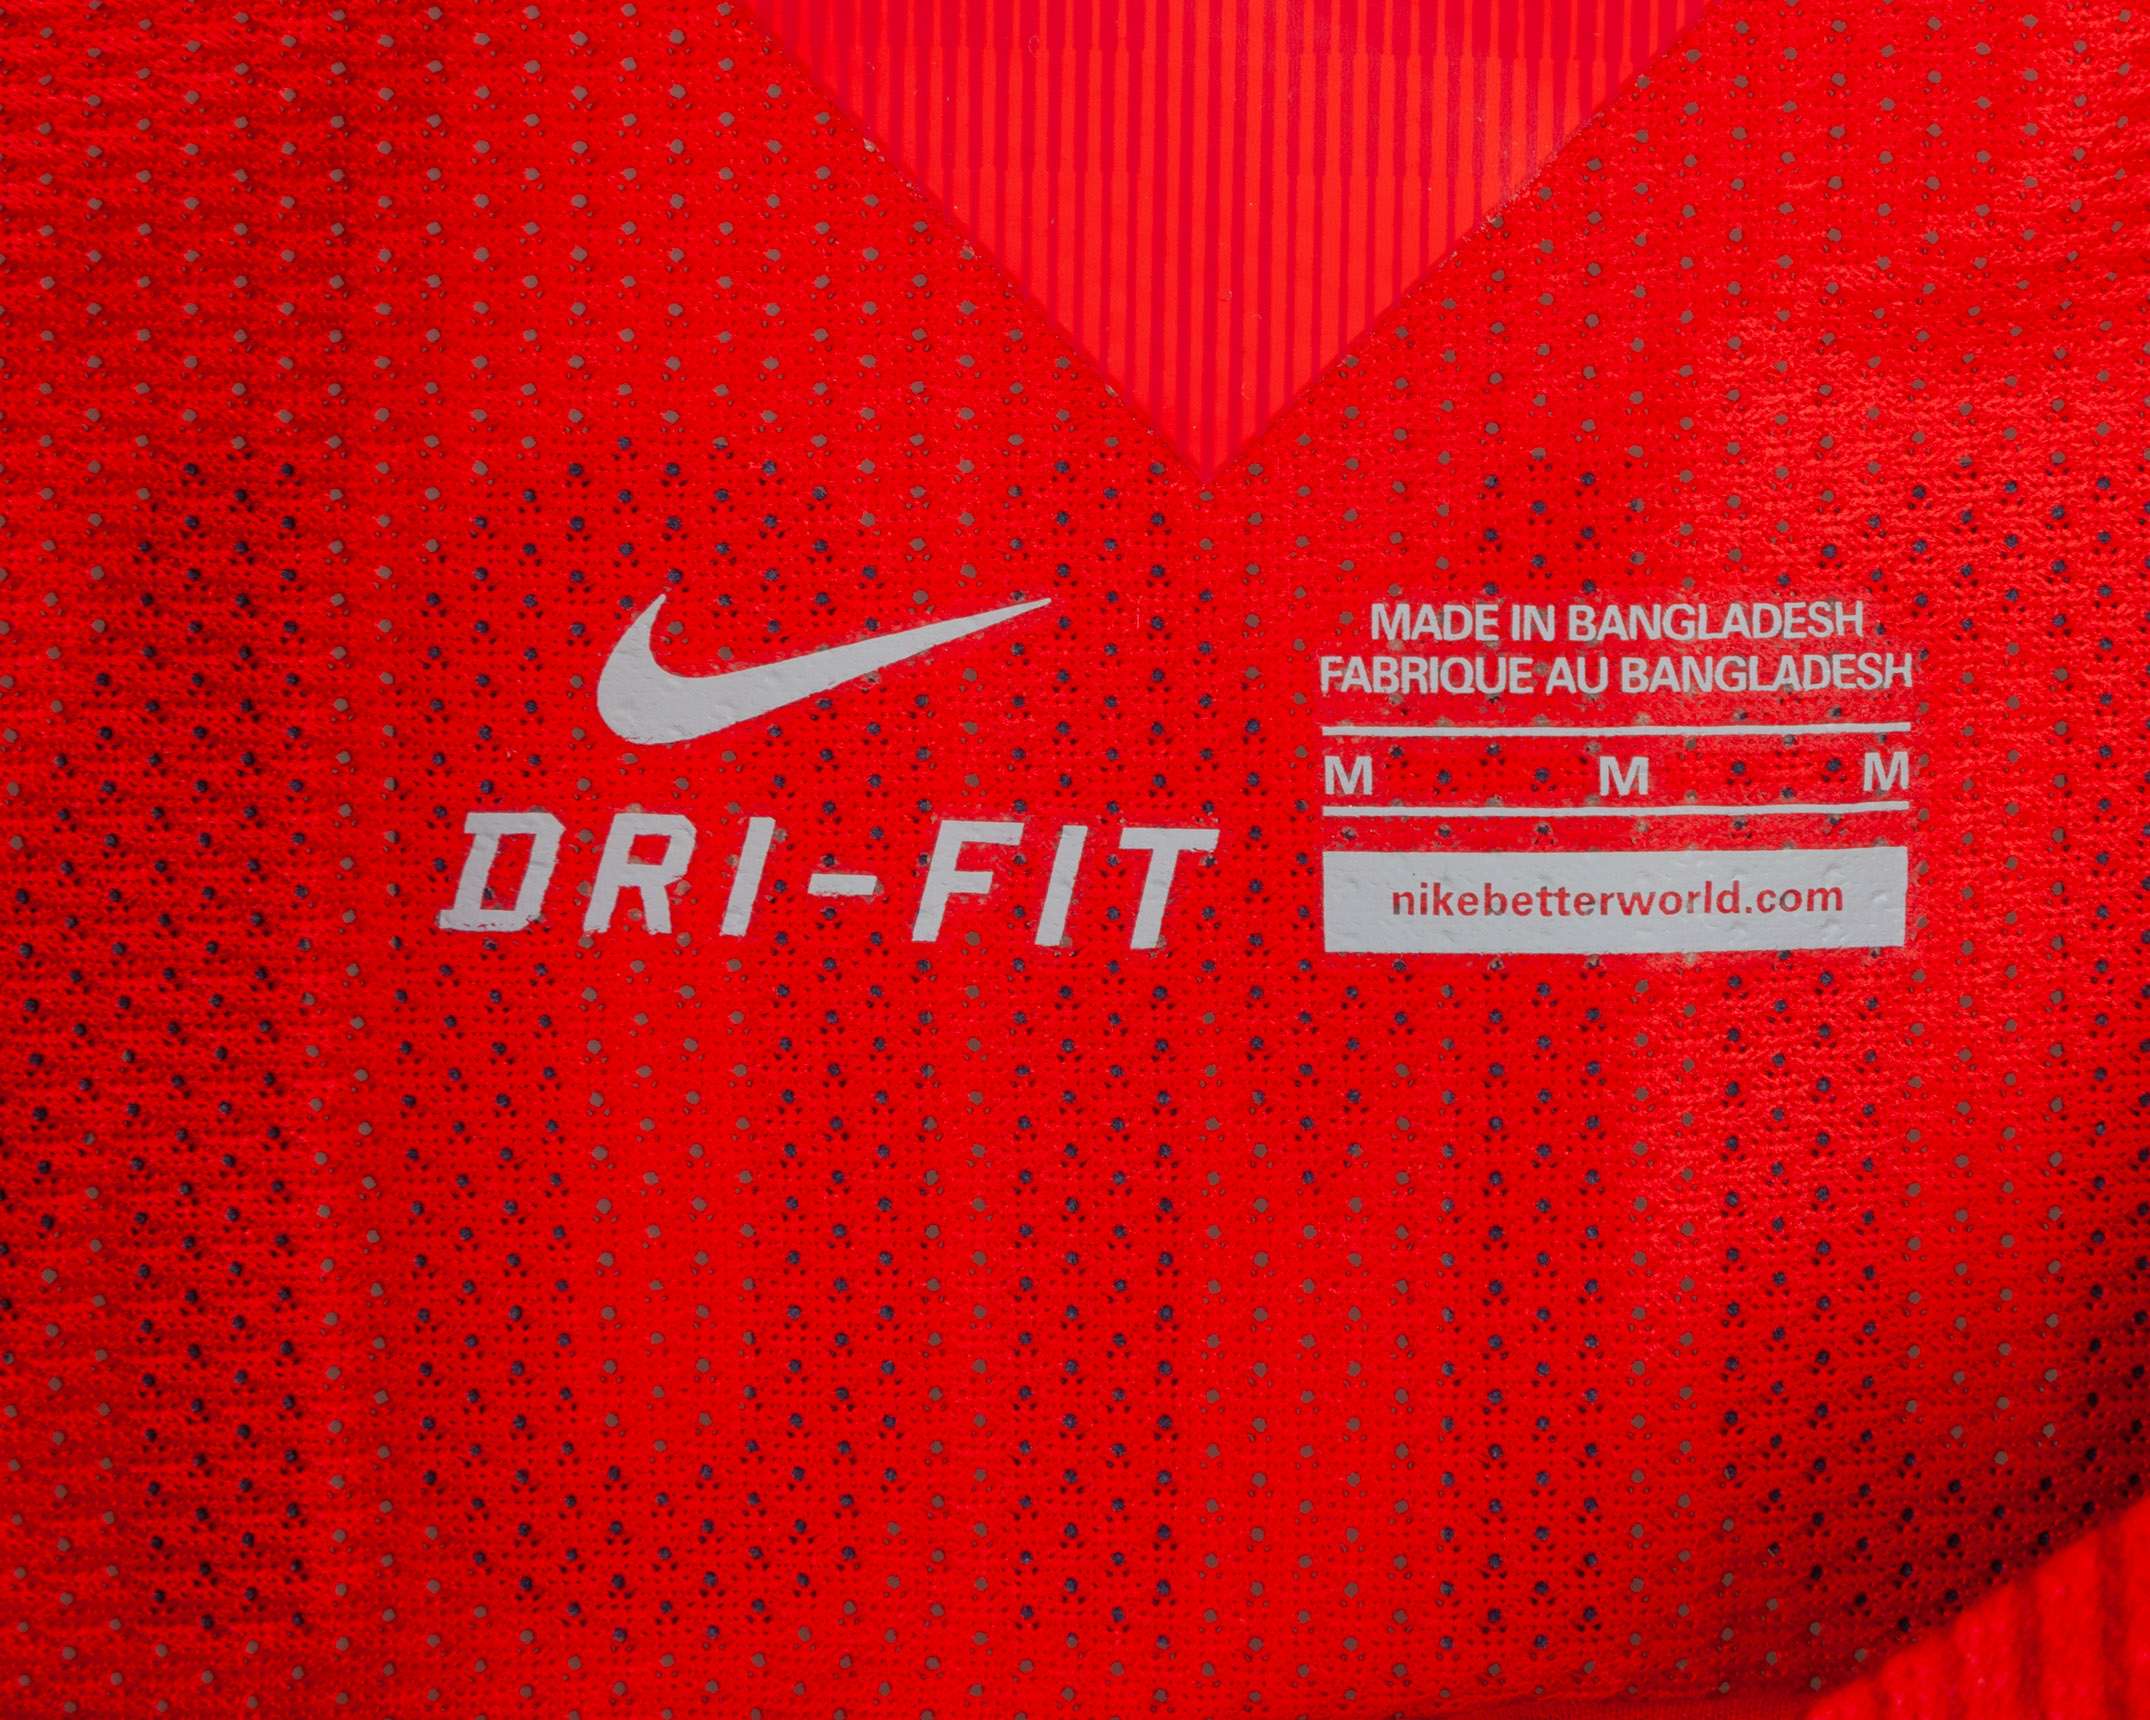 DRI-FIT
MADE IN BANGLADESH
FABRIQUE AU BANGLADESH
M M M
nikebetterworld.com